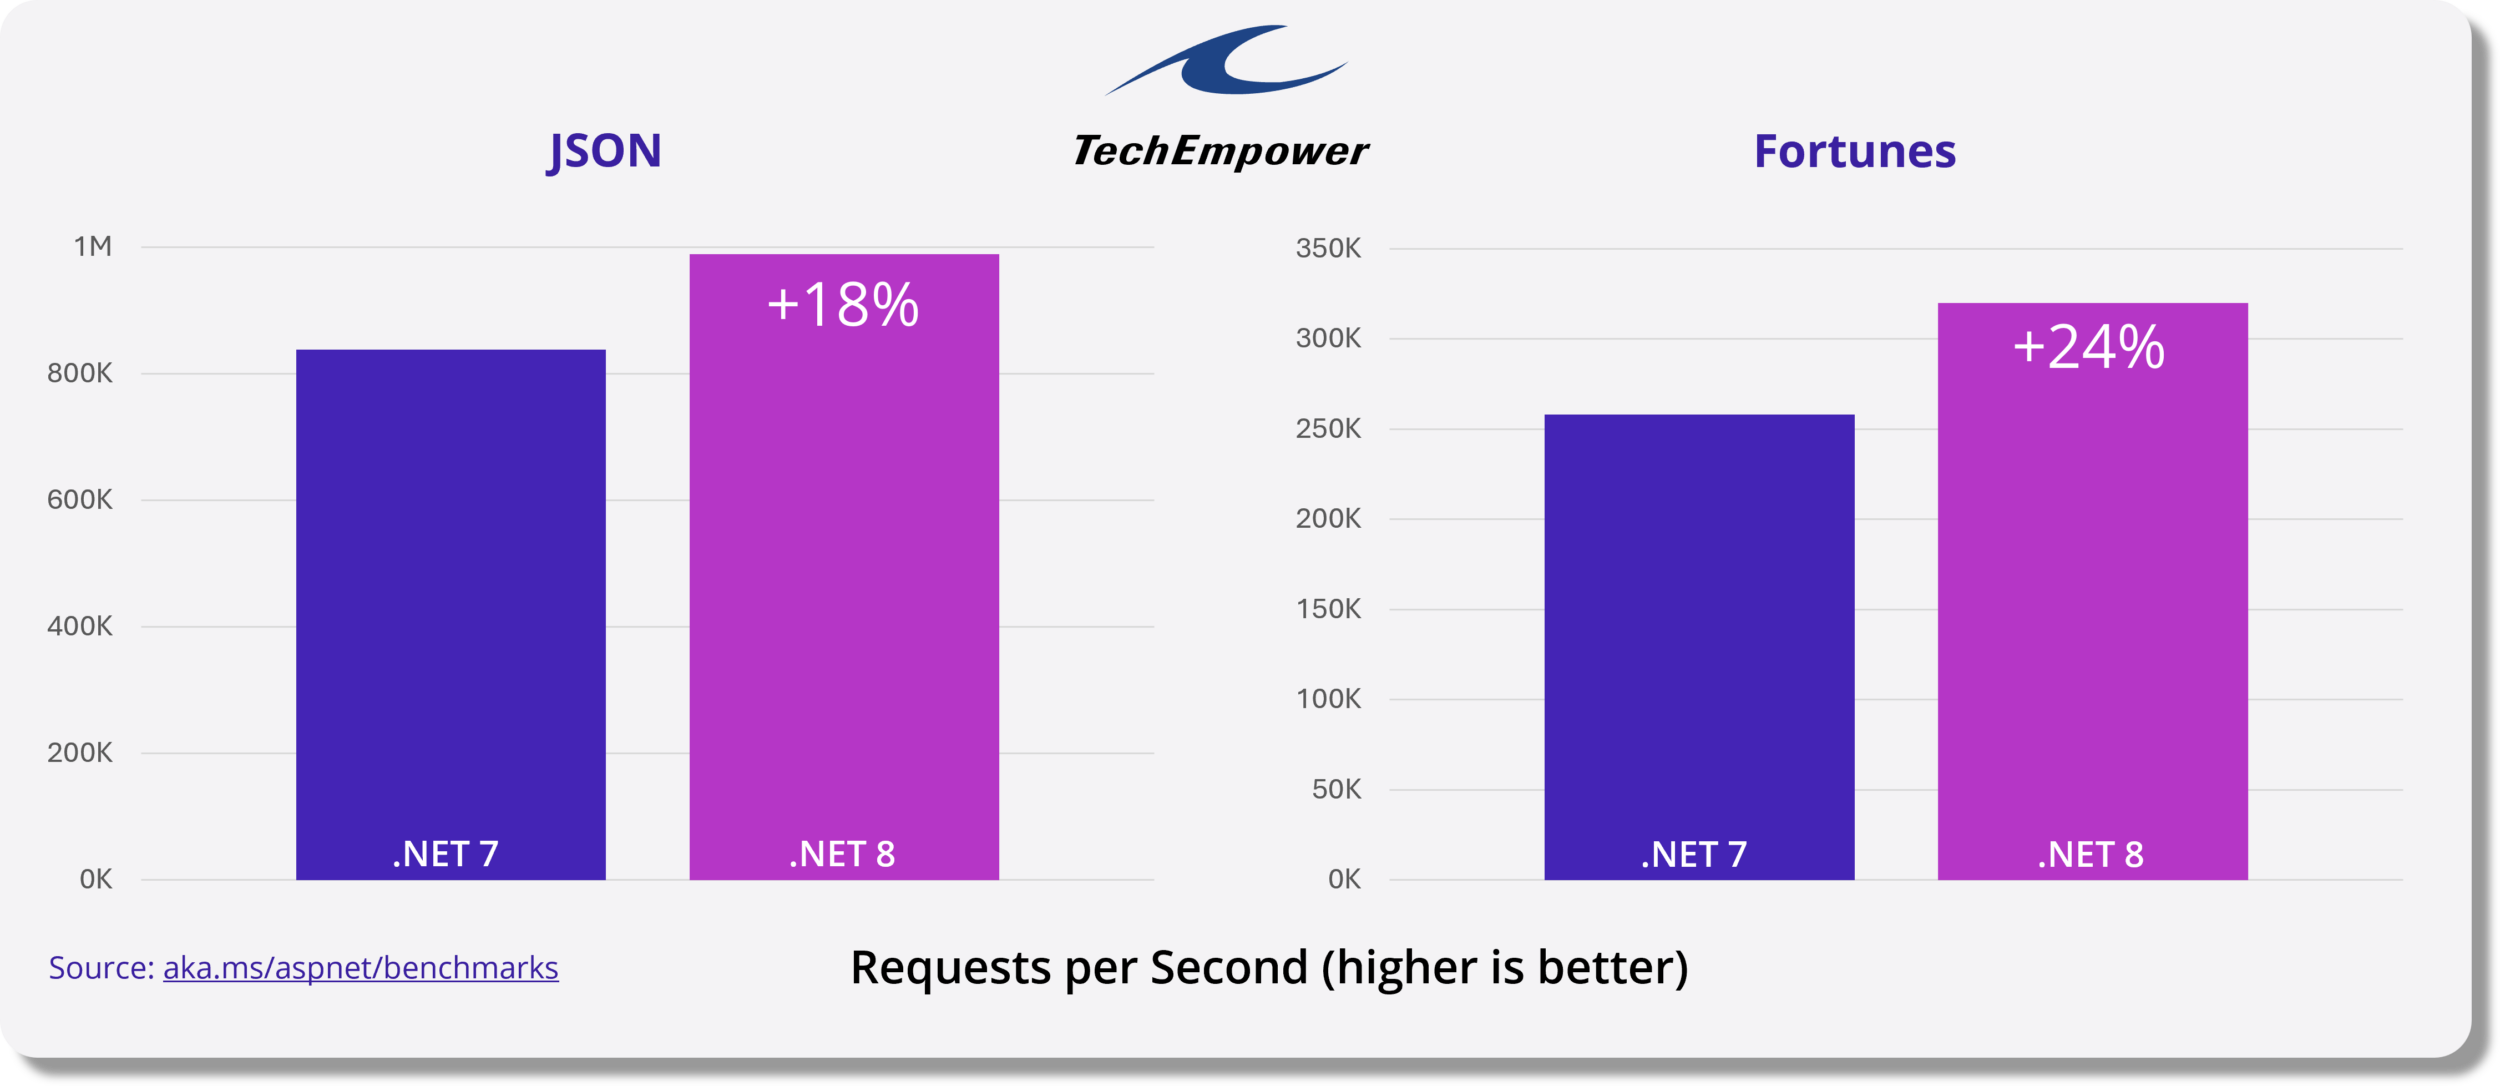 TechEmpower
JSON
1M
800K
600K
400K
200K
0K
+18%
.NET 7
.NET 8
Fortunes
350K
300K
250K
200K
150K
100K
50K
0K
+24%
.NET 7
.NET 8
Source: aka.ms/aspnet/benchmarks
Requests per Second (higher is better)